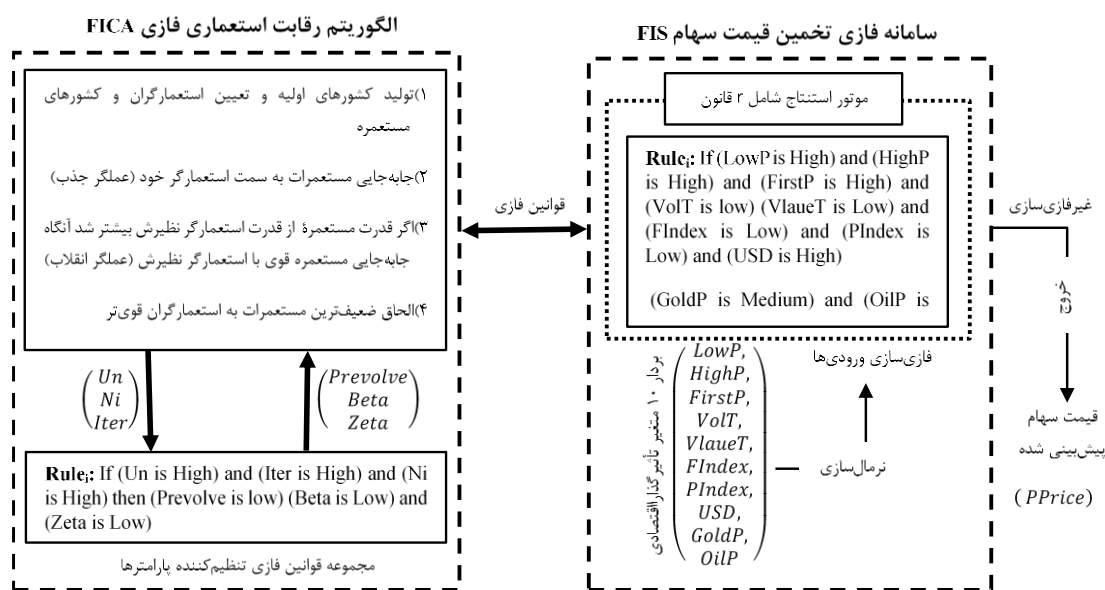 الگوریتم رقابت استعماری فازی FICA
۱)تولید کشورهای اولیه و تعیین استعمارگران و کشورهای
مستعمره
۲)جابه‌جایی مستعمرات به سمت استعمارگر خود (عملگر جذب)
۳)اگر قدرت مستعمرهٔ از قدرت استعمارگر نظیرش بیشتر شد آنگاه
جابه‌جایی مستعمره قوی با استعمارگر نظیرش (عملگر انقلاب)
۴)الحاق ضعیف‌ترین مستعمرات به استعمارگران قوی‌تر
Un
Ni
Iter
Prevolve
Beta
Zeta
Rulei: If (Un is High) and (Iter is High) and (Ni
is High) then (Prevolve is low) (Beta is Low) and
(Zeta is Low)
مجموعه قوانین فازی تنظیم‌کننده پارامترها
قوانین فازی
سامانه فازی تخمین قیمت سهام FIS
موتور استنتاج شامل r قانون
Rulei: If (LowP is High) and (HighP
is High) and (FirstP is High) and
(VolT is low) (VlaueT is Low) and
(FIndex is Low) and (PIndex is
Low) and (USD is High)
(GoldP is Medium) and (OilP is
فازی‌سازی ورودی‌ها
نرمال‌سازی
LowP,
HighP,
FirstP,
VolT,
VlaueT,
FIndex,
PIndex,
USD,
GoldP,
OilP
بردار ۱۰ متغیر تأثیرگذاراقتصادی
غیرفازی‌سازی
خروج
قیمت سهام
پیش‌بینی شده
(PPrice)